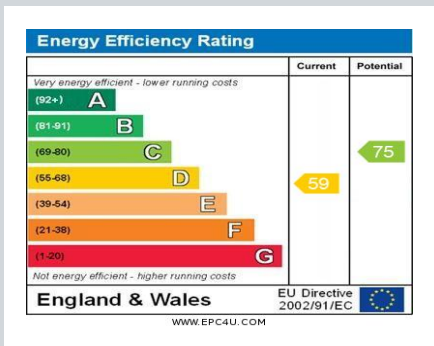 Energy Efficiency Rating
Current Potential
Very energy efficient - lower running costs
(92+) A
(81-91) B
(69-80) C 75
(55-68) D 59
(39-54) E
(21-38) F
(1-20) G
Not energy efficient - higher running costs
England & Wales
EU Directive
2002/91/EC
WWW.EPC4U.COM